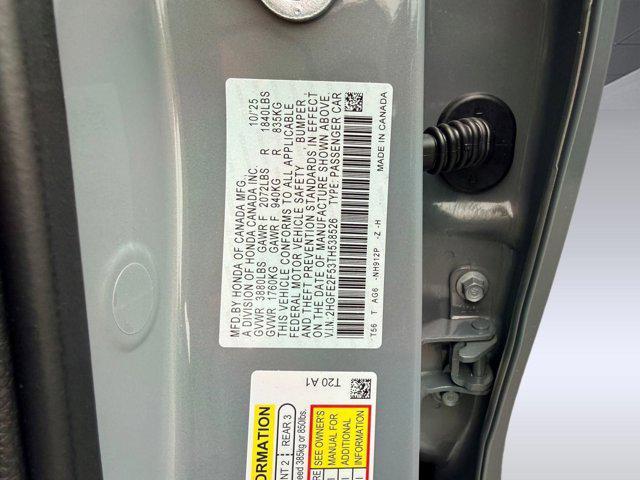 MFD. BY HONDA OF CANADA MFG. 10/25
A DIVISION OF HONDA CANADA INC.
GVWR 3880LBS GAWR F 2072LBS R 1840LBS
GVWR 1760KG GAWR F 940KG R 835KG
THIS VEHICLE CONFORMS TO ALL APPLICABLE
FEDERAL MOTOR VEHICLE SAFETY, BUMPER,
AND THEFT PREVENTION STANDARDS IN EFFECT
ON THE DATE OF MANUFACTURE SHOWN ABOVE.
V.I.N.:2HGFE2F53TH538526 TYPE:PASSENGER CAR
T56 T AG6 -NH912P -Z -H MADE IN CANADA
T20 A1
ORMATION
NT 2 REAR 3
385kg or 850lbs.
SEE OWNER'S
MANUAL FOR
ADDITIONAL
INFORMATION